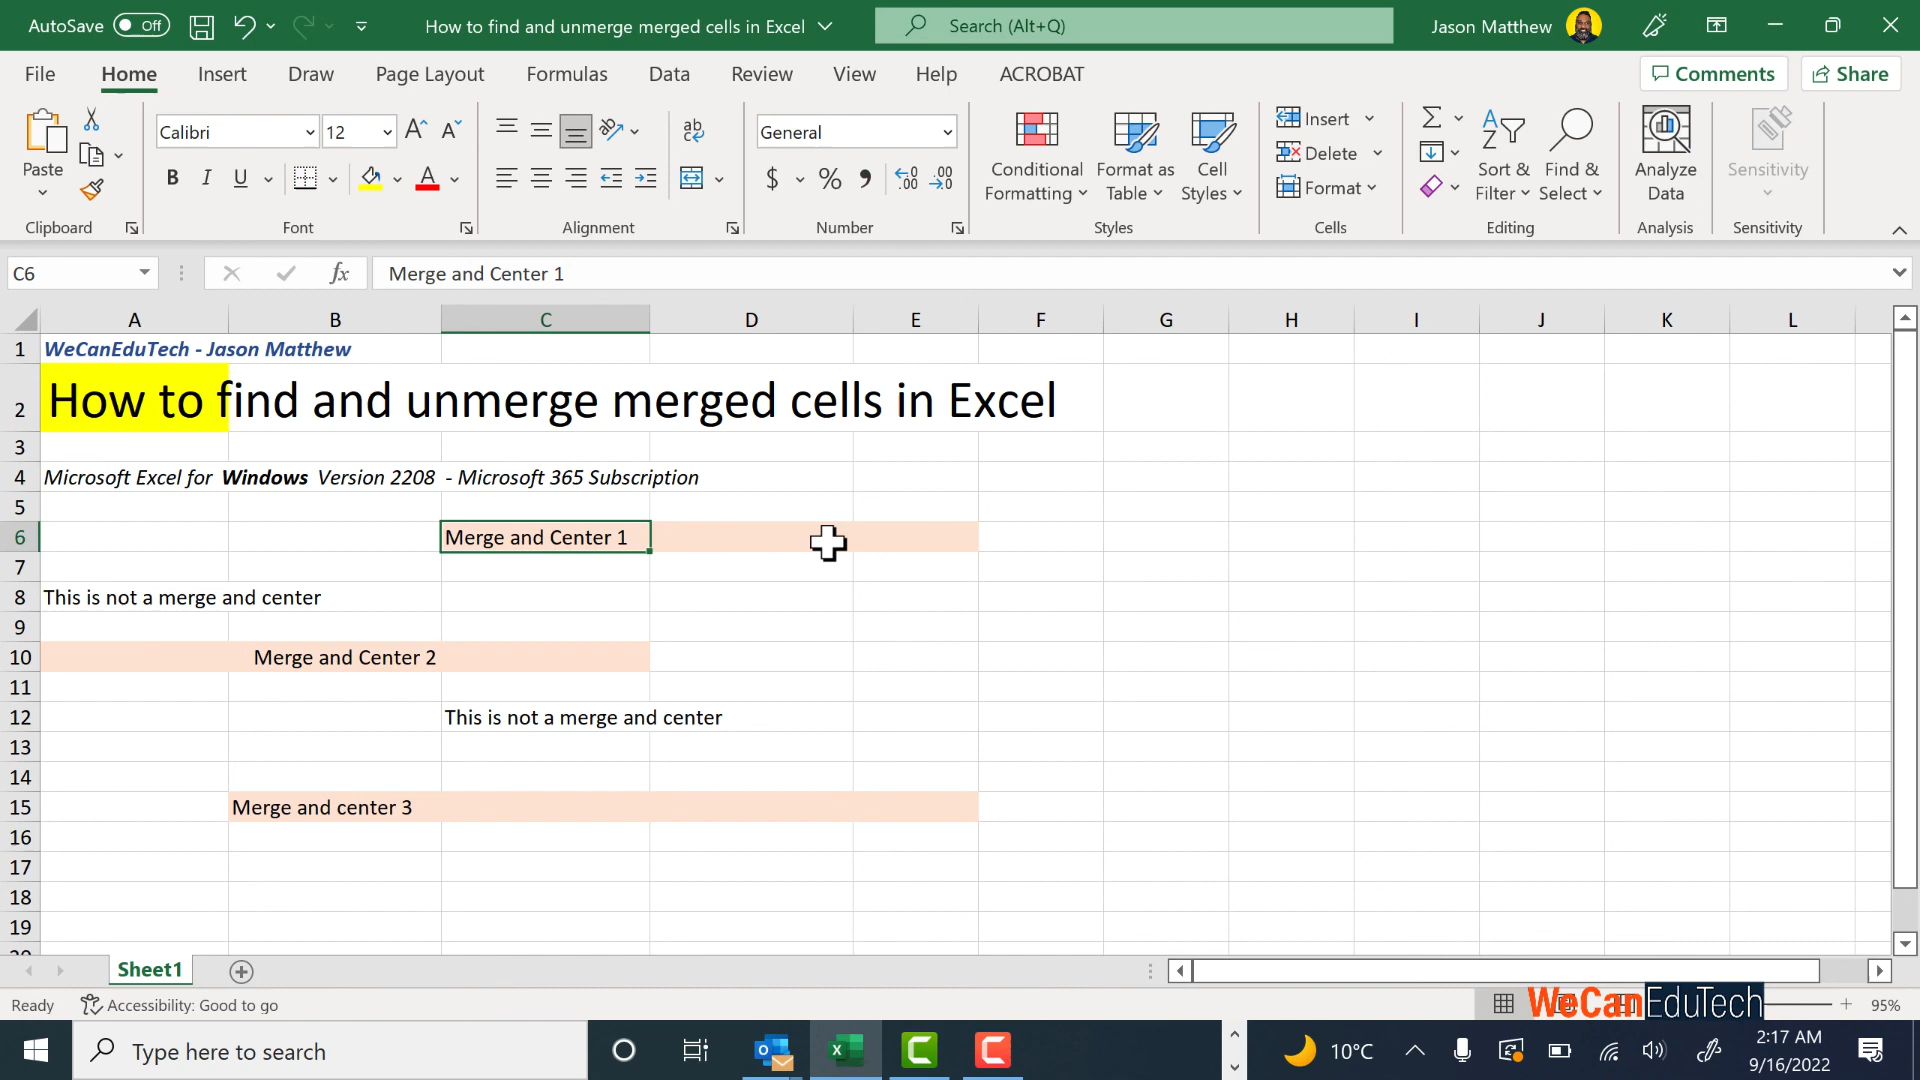 AutoSave Off
How to find and unmerge merged cells in Excel
Search (Alt+Q)
Jason Matthew
File Home Insert Draw Page Layout Formulas Data Review View Help ACROBAT
Comments Share
Paste
Clipboard
Calibri 12
B I U A
Font
ab
Alignment
General
$ % 9
Number
Conditional Formatting
Format as Table
Cell Styles
Styles
Insert
Delete
Format
Cells
Sort & Filter
Find & Select
Editing
Analyze Data
Analysis
Sensitivity
Sensitivity
C6 fx Merge and Center 1
A B C D E F G H I J K L
1 WeCanEduTech - Jason Matthew
2 How to find and unmerge merged cells in Excel
3
4 Microsoft Excel for Windows Version 2208 - Microsoft 365 Subscription
5
6 Merge and Center 1
7
8 This is not a merge and center
9
10 Merge and Center 2
11
12 This is not a merge and center
13
14
15 Merge and center 3
16
17
18
19
Sheet1
Ready Accessibility: Good to go
WeCanEduTech
95%
Type here to search
10°C
2:17 AM
9/16/2022